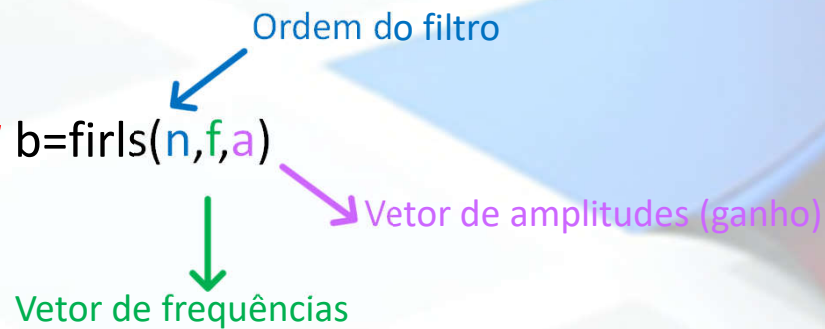 Ordem do filtro
b=firls(n,f,a)
Vetor de amplitudes (ganho)
Vetor de frequências